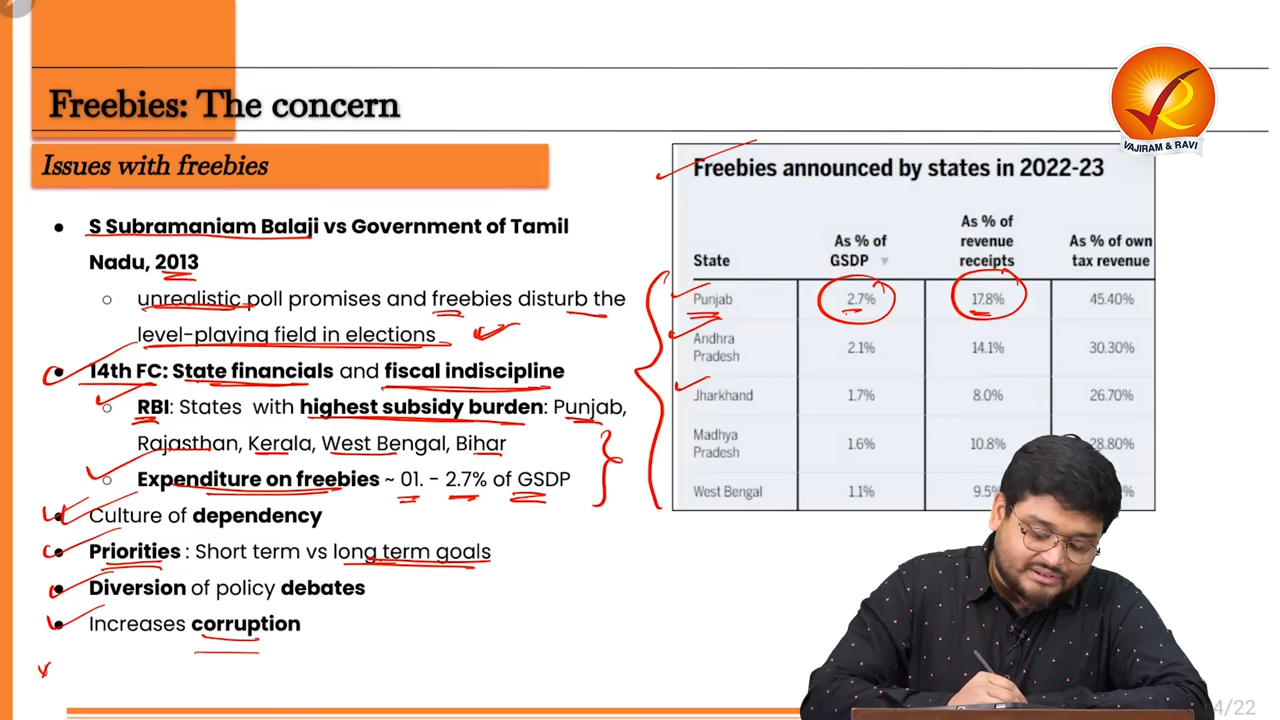 Freebies: The concern
VAJIRAM & RAVI
Issues with freebies
● S Subramaniam Balaji vs Government of Tamil
Nadu, 2013
○ unrealistic poll promises and freebies disturb the
level-playing field in elections
● 14th FC: State financials and fiscal indiscipline
○ RBI: States with highest subsidy burden: Punjab,
Rajasthan, Kerala, West Bengal, Bihar
○ Expenditure on freebies ~ 01. - 2.7% of GSDP
● Culture of dependency
● Priorities : Short term vs long term goals
● Diversion of policy debates
● Increases corruption
Freebies announced by states in 2022-23
State As % of GSDP As % of revenue receipts As % of own tax revenue
Punjab 2.7% 17.8% 45.40%
Andhra Pradesh 2.1% 14.1% 30.30%
Jharkhand 1.7% 8.0% 26.70%
Madhya Pradesh 1.6% 10.8% 28.80%
West Bengal 1.1%
/22